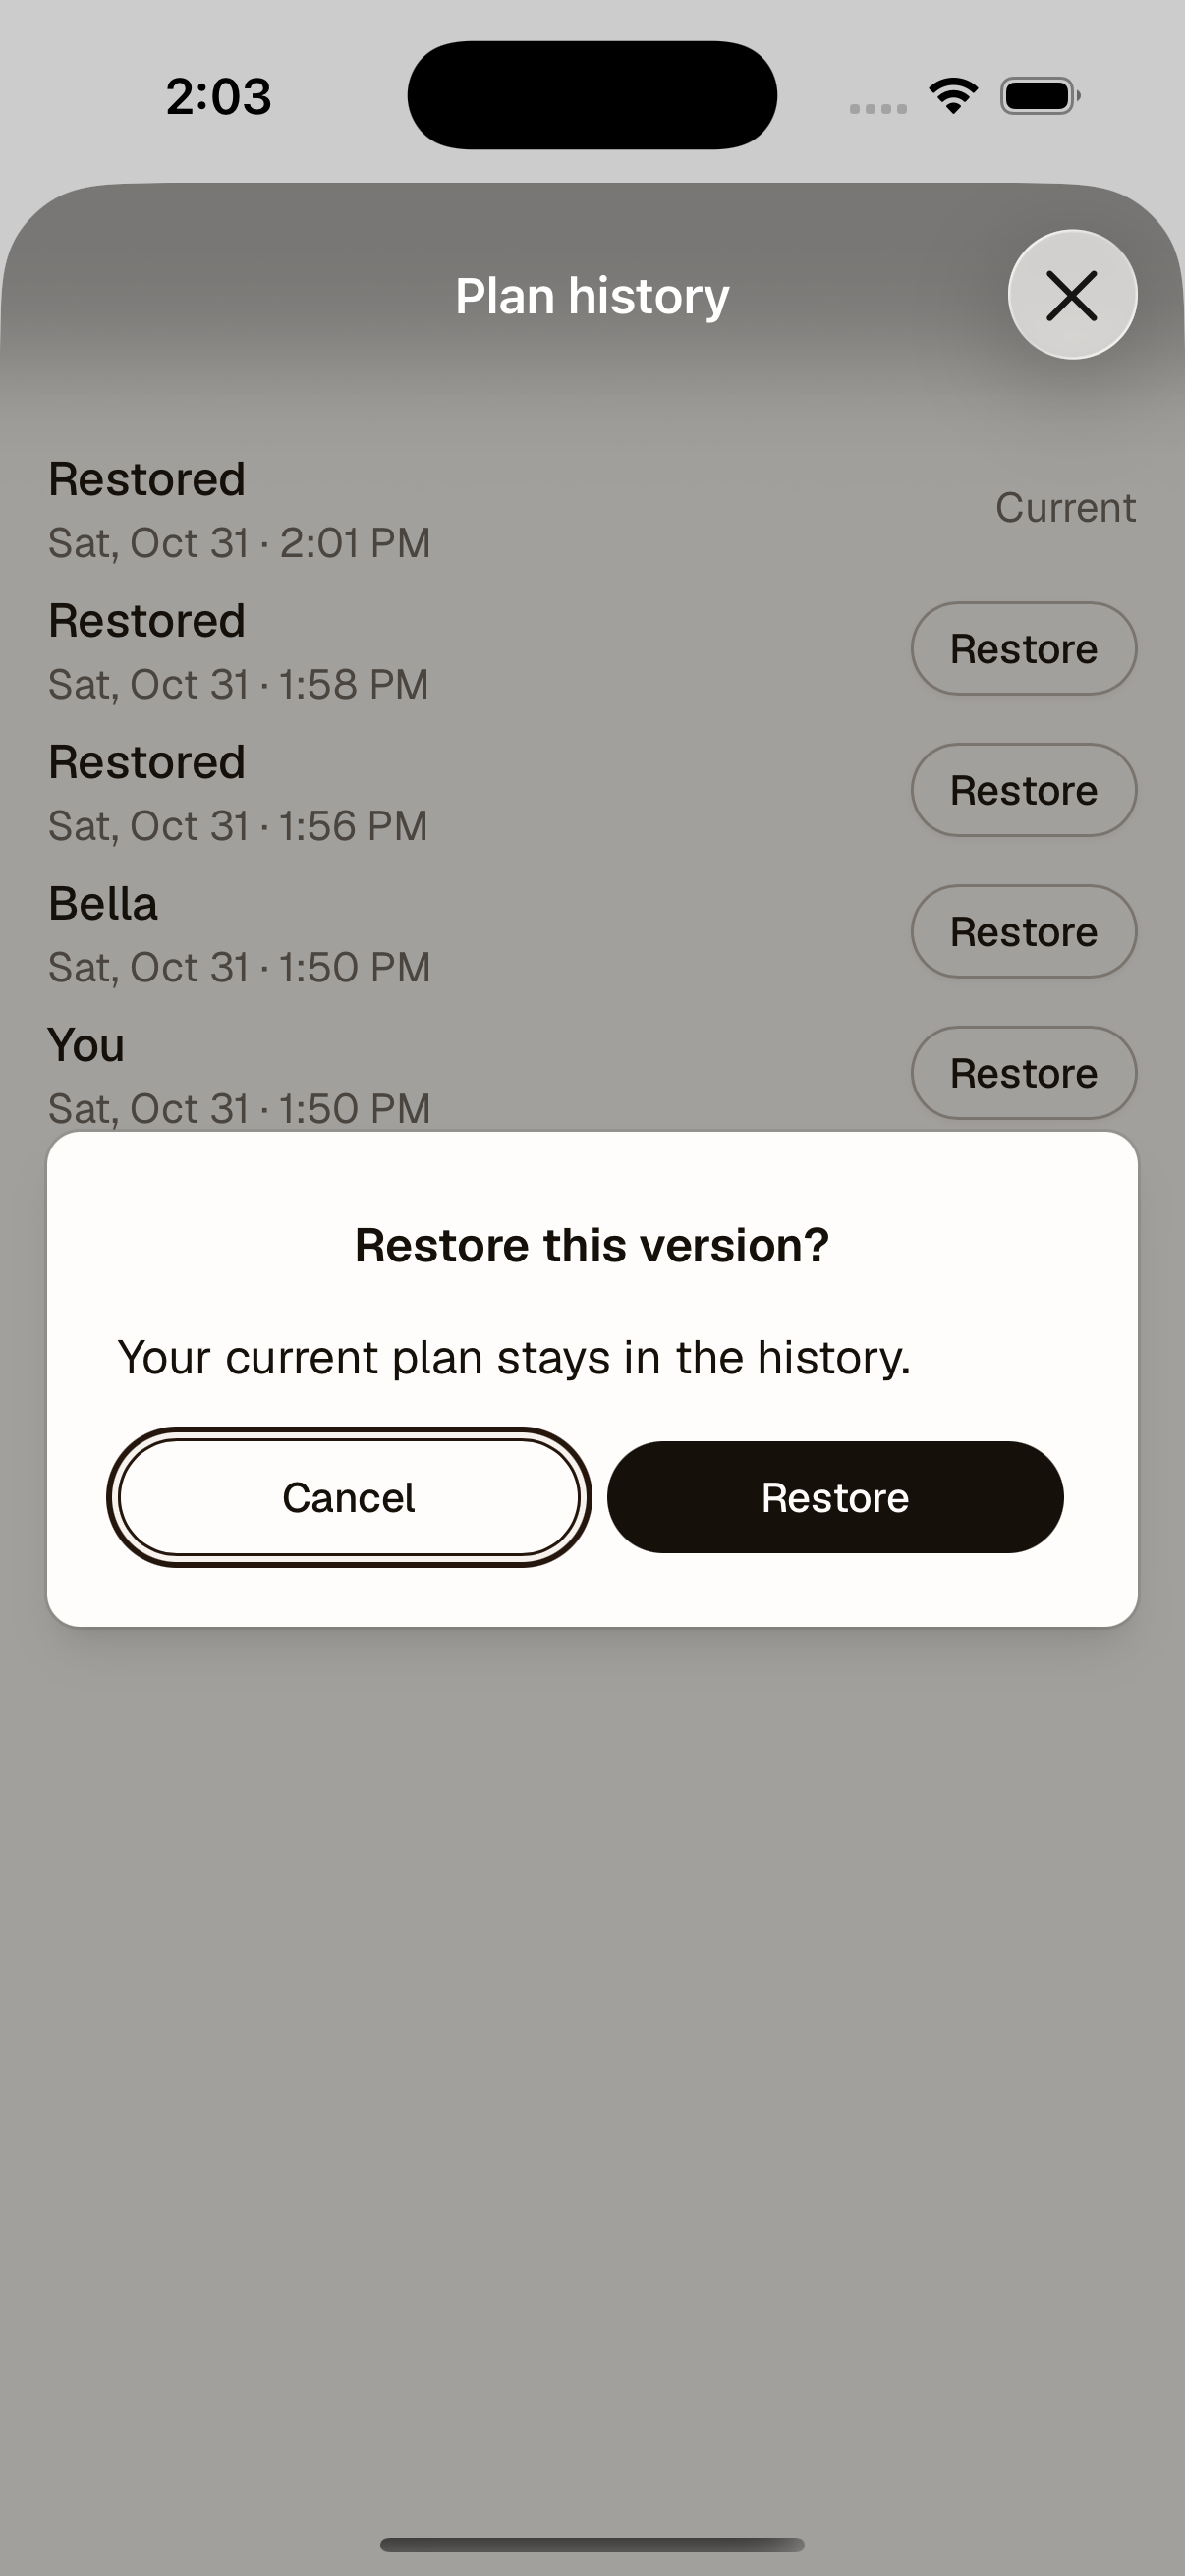 2:03
Plan history
Restored
Current
Sat, Oct 31 · 2:01 PM
Restored
Restore
Sat, Oct 31 · 1:58 PM
Restored
Restore
Sat, Oct 31 · 1:56 PM
Bella
Restore
Sat, Oct 31 · 1:50 PM
You
Restore
Sat, Oct 31 · 1:50 PM
Restore this version?
Your current plan stays in the history.
Cancel
Restore